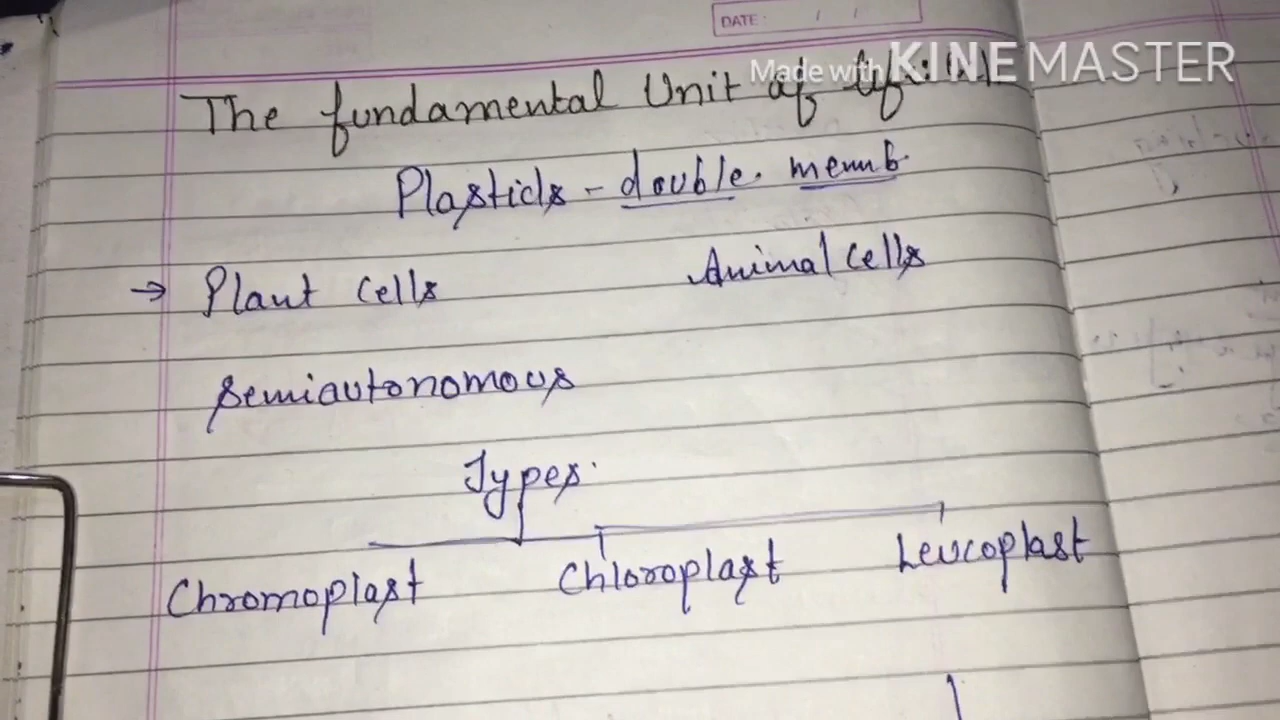 DATE: / /
Made with KINEMASTER
The fundamental Unit of life
Plastids - double memb.
→ Plant Cells Animal Cells
Semiautonomous
Types
Chromoplast Chloroplast Leucoplast